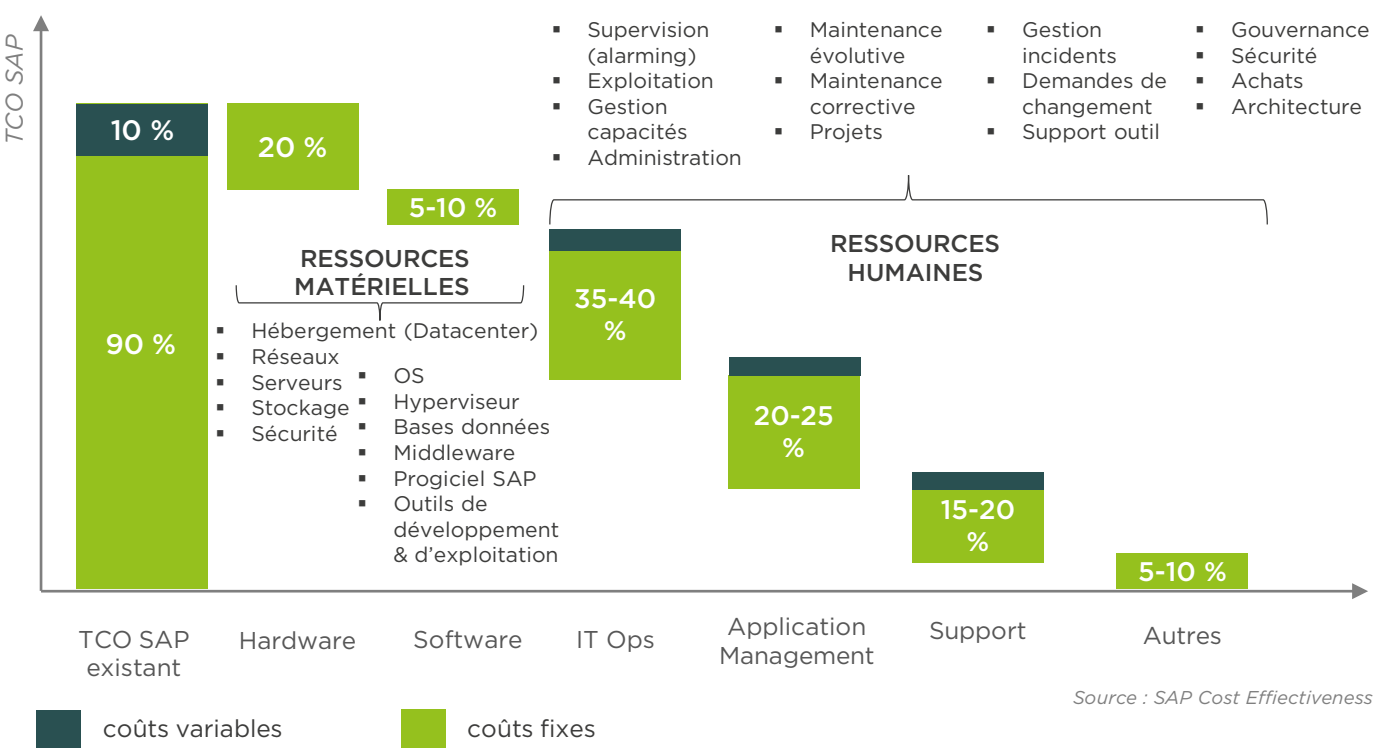 TCO SAP
▪ Supervision
(alarming)
▪ Exploitation
▪ Gestion
capacités
▪ Administration
▪ Maintenance
évolutive
▪ Maintenance
corrective
▪ Projets
▪ Gestion
incidents
▪ Demandes de
changement
▪ Support outil
▪ Gouvernance
▪ Sécurité
▪ Achats
▪ Architecture
10 %
90 %
20 %
5-10 %
RESSOURCES
MATÉRIELLES
▪ Hébergement (Datacenter)
▪ Réseaux
▪ Serveurs
▪ Stockage
▪ Sécurité
▪ OS
▪ Hyperviseur
▪ Bases données
▪ Middleware
▪ Progiciel SAP
▪ Outils de
développement
& d’exploitation
RESSOURCES
HUMAINES
35-40
%
20-25
%
15-20
%
5-10 %
TCO SAP
existant
Hardware
Software
IT Ops
Application
Management
Support
Autres
Source : SAP Cost Effiectiveness
coûts variables
coûts fixes